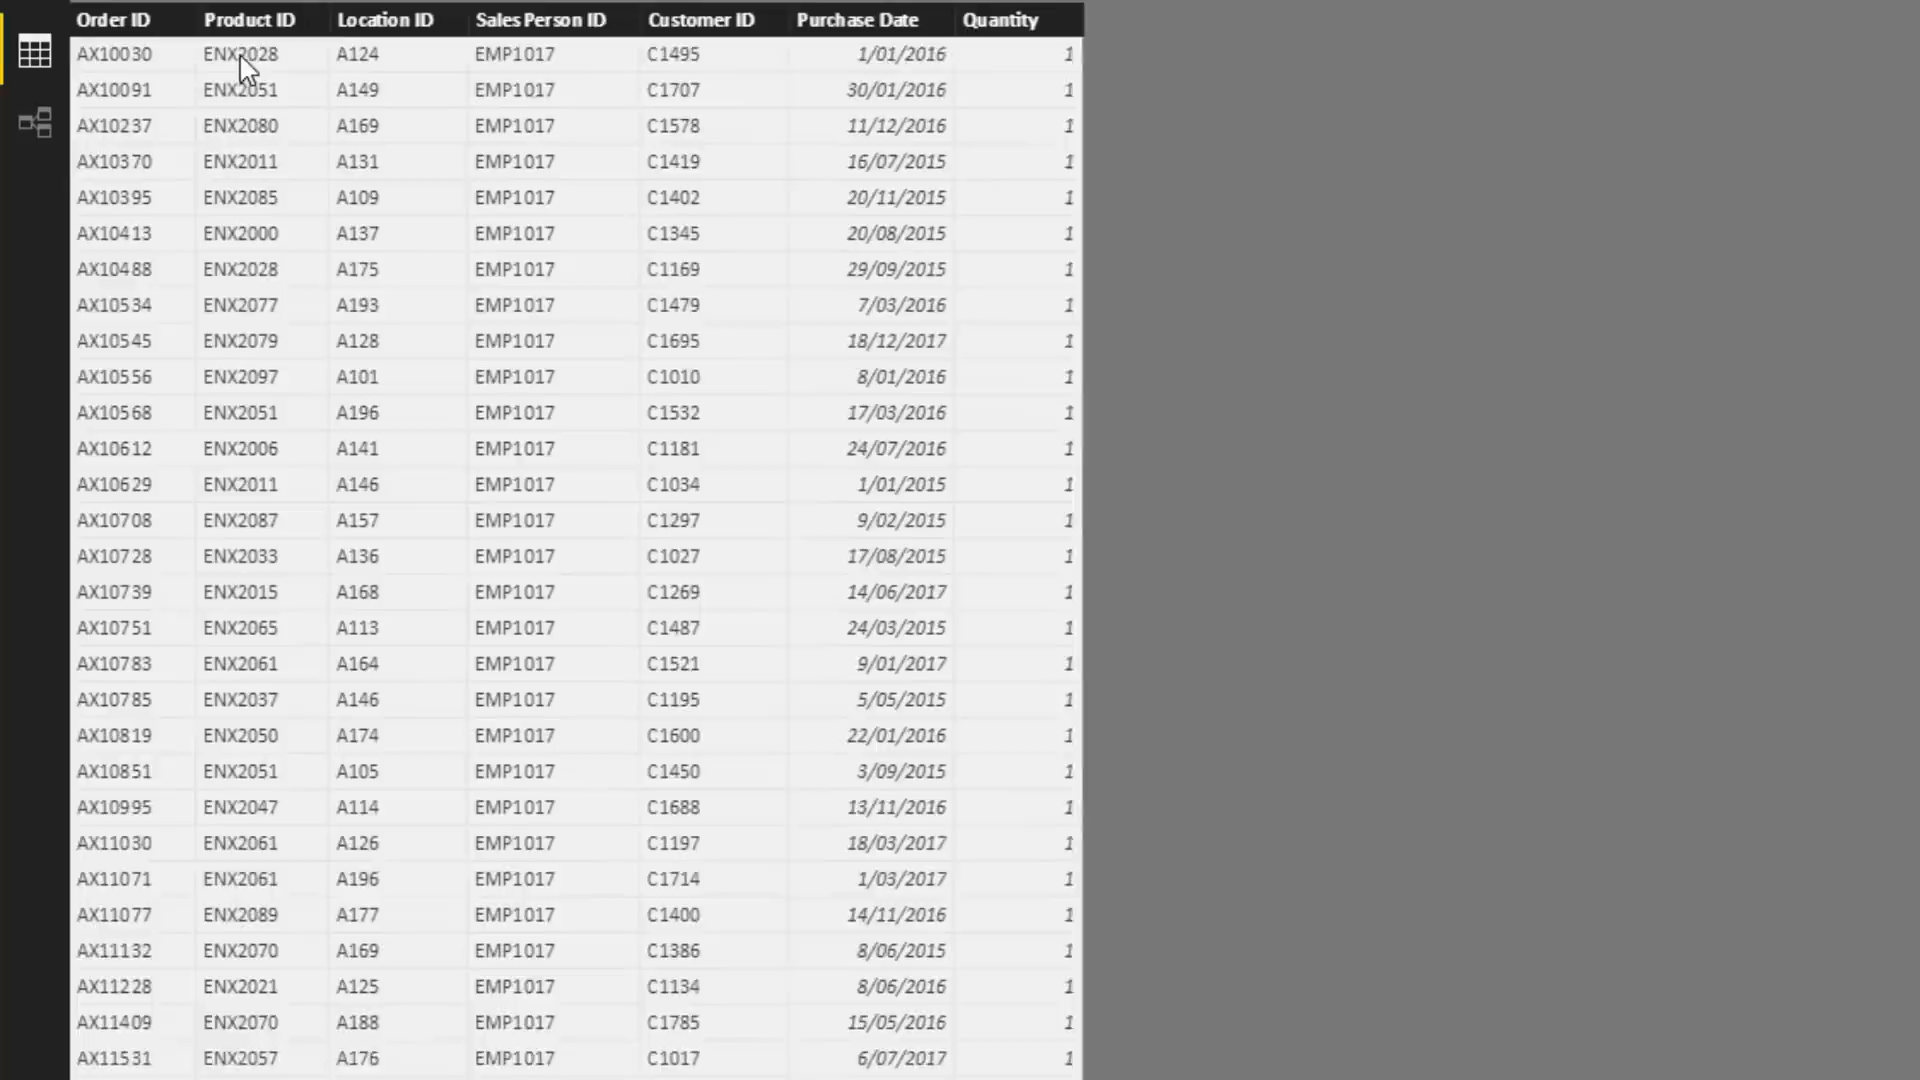 Order ID Product ID Location ID Sales Person ID Customer ID Purchase Date Quantity
AX10030 ENX2028 A124 EMP1017 C1495 1/01/2016 1
AX10091 ENX2051 A149 EMP1017 C1707 30/01/2016 1
AX10237 ENX2080 A169 EMP1017 C1578 11/12/2016 1
AX10370 ENX2011 A131 EMP1017 C1419 16/07/2015 1
AX10395 ENX2085 A109 EMP1017 C1402 20/11/2015 1
AX10413 ENX2000 A137 EMP1017 C1345 20/08/2015 1
AX10488 ENX2028 A175 EMP1017 C1169 29/09/2015 1
AX10534 ENX2077 A193 EMP1017 C1479 7/03/2016 1
AX10545 ENX2079 A128 EMP1017 C1695 18/12/2017 1
AX10556 ENX2097 A101 EMP1017 C1010 8/01/2016 1
AX10568 ENX2051 A196 EMP1017 C1532 17/03/2016 1
AX10612 ENX2006 A141 EMP1017 C1181 24/07/2016 1
AX10629 ENX2011 A146 EMP1017 C1034 1/01/2015 1
AX10708 ENX2087 A157 EMP1017 C1297 9/02/2015 1
AX10728 ENX2033 A136 EMP1017 C1027 17/08/2015 1
AX10739 ENX2015 A168 EMP1017 C1269 14/06/2017 1
AX10751 ENX2065 A113 EMP1017 C1487 24/03/2015 1
AX10783 ENX2061 A164 EMP1017 C1521 9/01/2017 1
AX10785 ENX2037 A146 EMP1017 C1195 5/05/2015 1
AX10819 ENX2050 A174 EMP1017 C1600 22/01/2016 1
AX10851 ENX2051 A105 EMP1017 C1450 3/09/2015 1
AX10995 ENX2047 A114 EMP1017 C1688 13/11/2016 1
AX11030 ENX2061 A126 EMP1017 C1197 18/03/2017 1
AX11071 ENX2061 A196 EMP1017 C1714 1/03/2017 1
AX11077 ENX2089 A177 EMP1017 C1400 14/11/2016 1
AX11132 ENX2070 A169 EMP1017 C1386 8/06/2015 1
AX11228 ENX2021 A125 EMP1017 C1134 8/06/2016 1
AX11409 ENX2070 A188 EMP1017 C1785 15/05/2016 1
AX11531 ENX2057 A176 EMP1017 C1017 6/07/2017 1